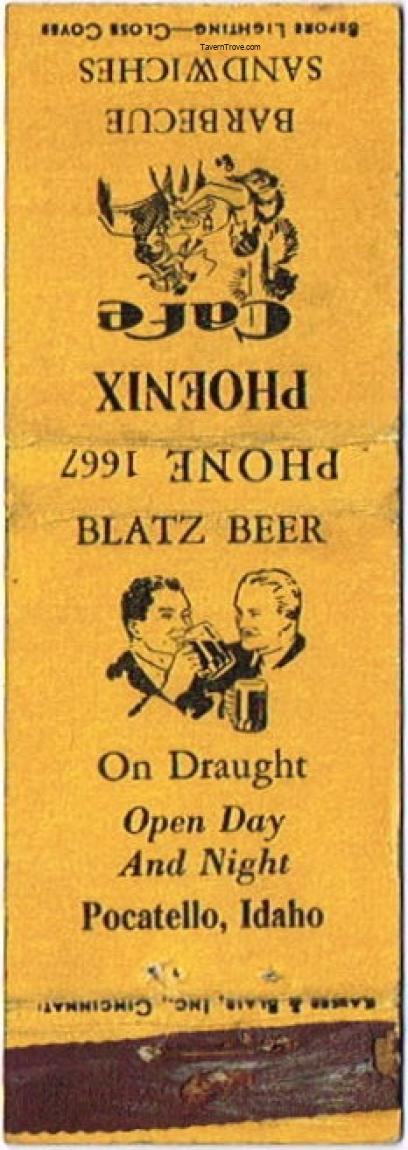 BEFORE LIGHTING—CLOSE COVER
TavernTrove.com
SANDWICHES
BARBECUE
Cafe
PHOENIX
PHONE 1667
BLATZ BEER
On Draught
Open Day
And Night
Pocatello, Idaho
KAESER & BLAIR, INC., CINCINNATI